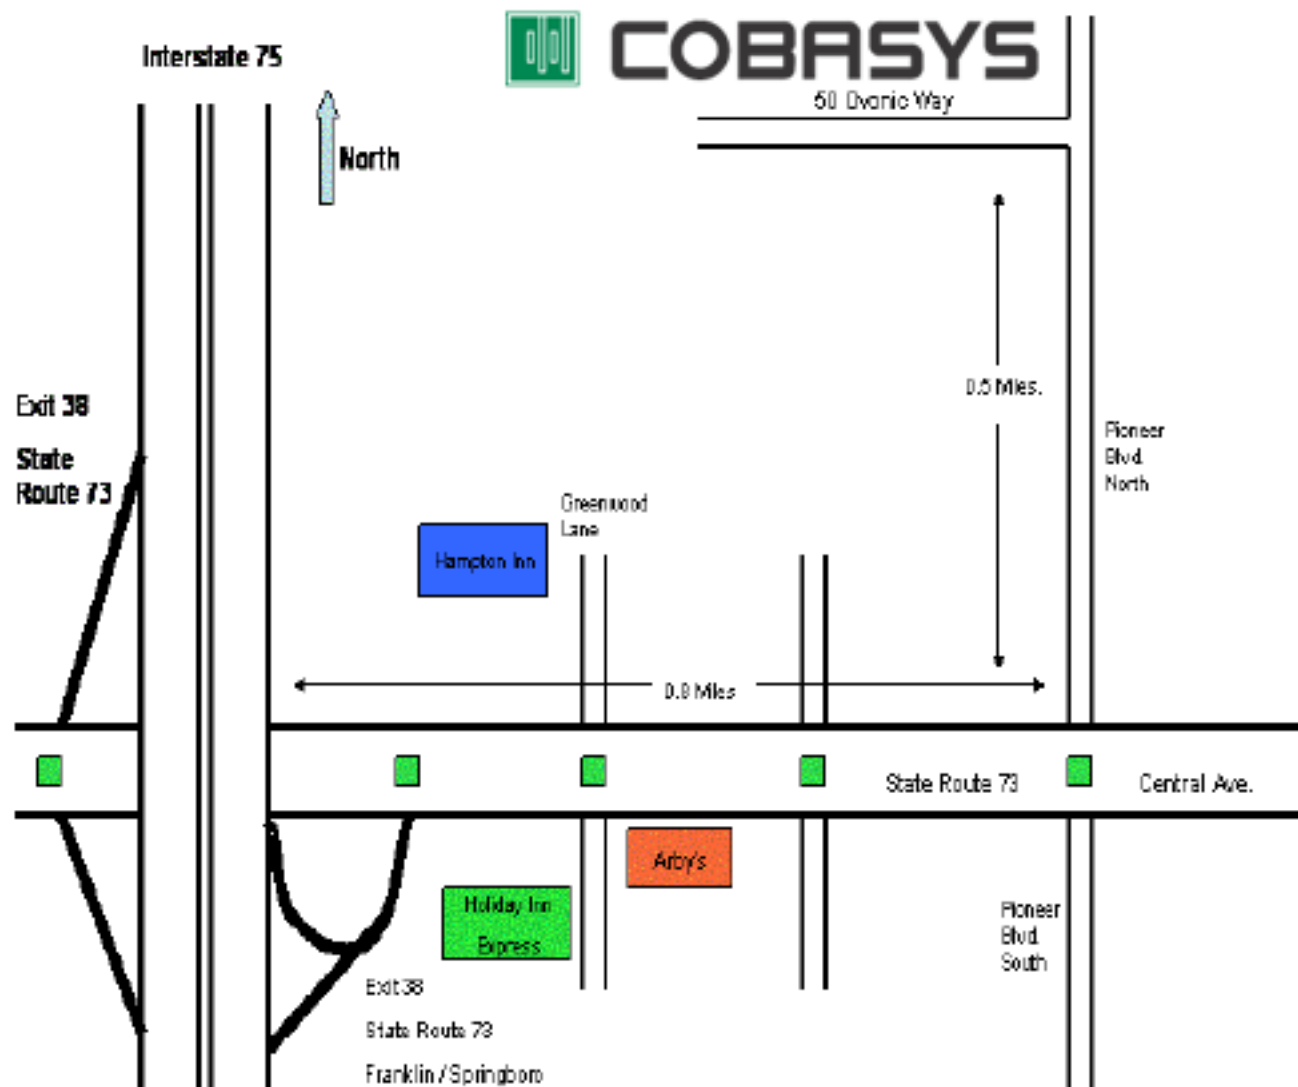 COBASYS
Interstate 75
50 Ovonic Way
North
0.5 Miles.
Exit 38
State
Route 73
Pioneer
Blvd.
North
Greenwood
Lane
Hampton Inn
0.8 Miles
State Route 73
Central Ave.
Arby's
Holiday Inn
Express
Pioneer
Blvd.
South
Exit 38
State Route 73
Franklin / Springboro